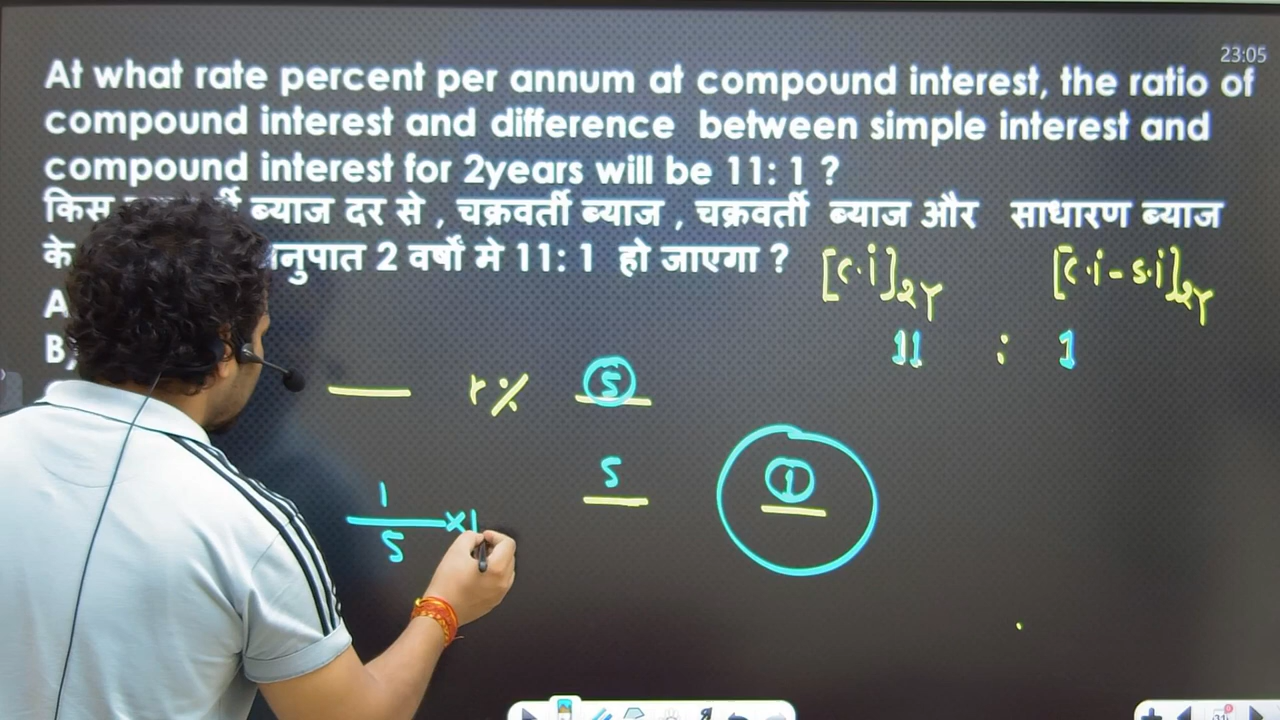 23:05
At what rate percent per annum at compound interest, the ratio of
compound interest and difference between simple interest and
compound interest for 2years will be 11: 1 ?
किस ब्याज दर से , चक्रवर्ती ब्याज , चक्रवर्ती ब्याज और साधारण ब्याज
के 2 वर्षों मे 11: 1 हो जाएगा ?
[c.i]2Y [c.i - s.i]2Y
A
11 : 1
B)
r % 5
5 1
1/5 ×